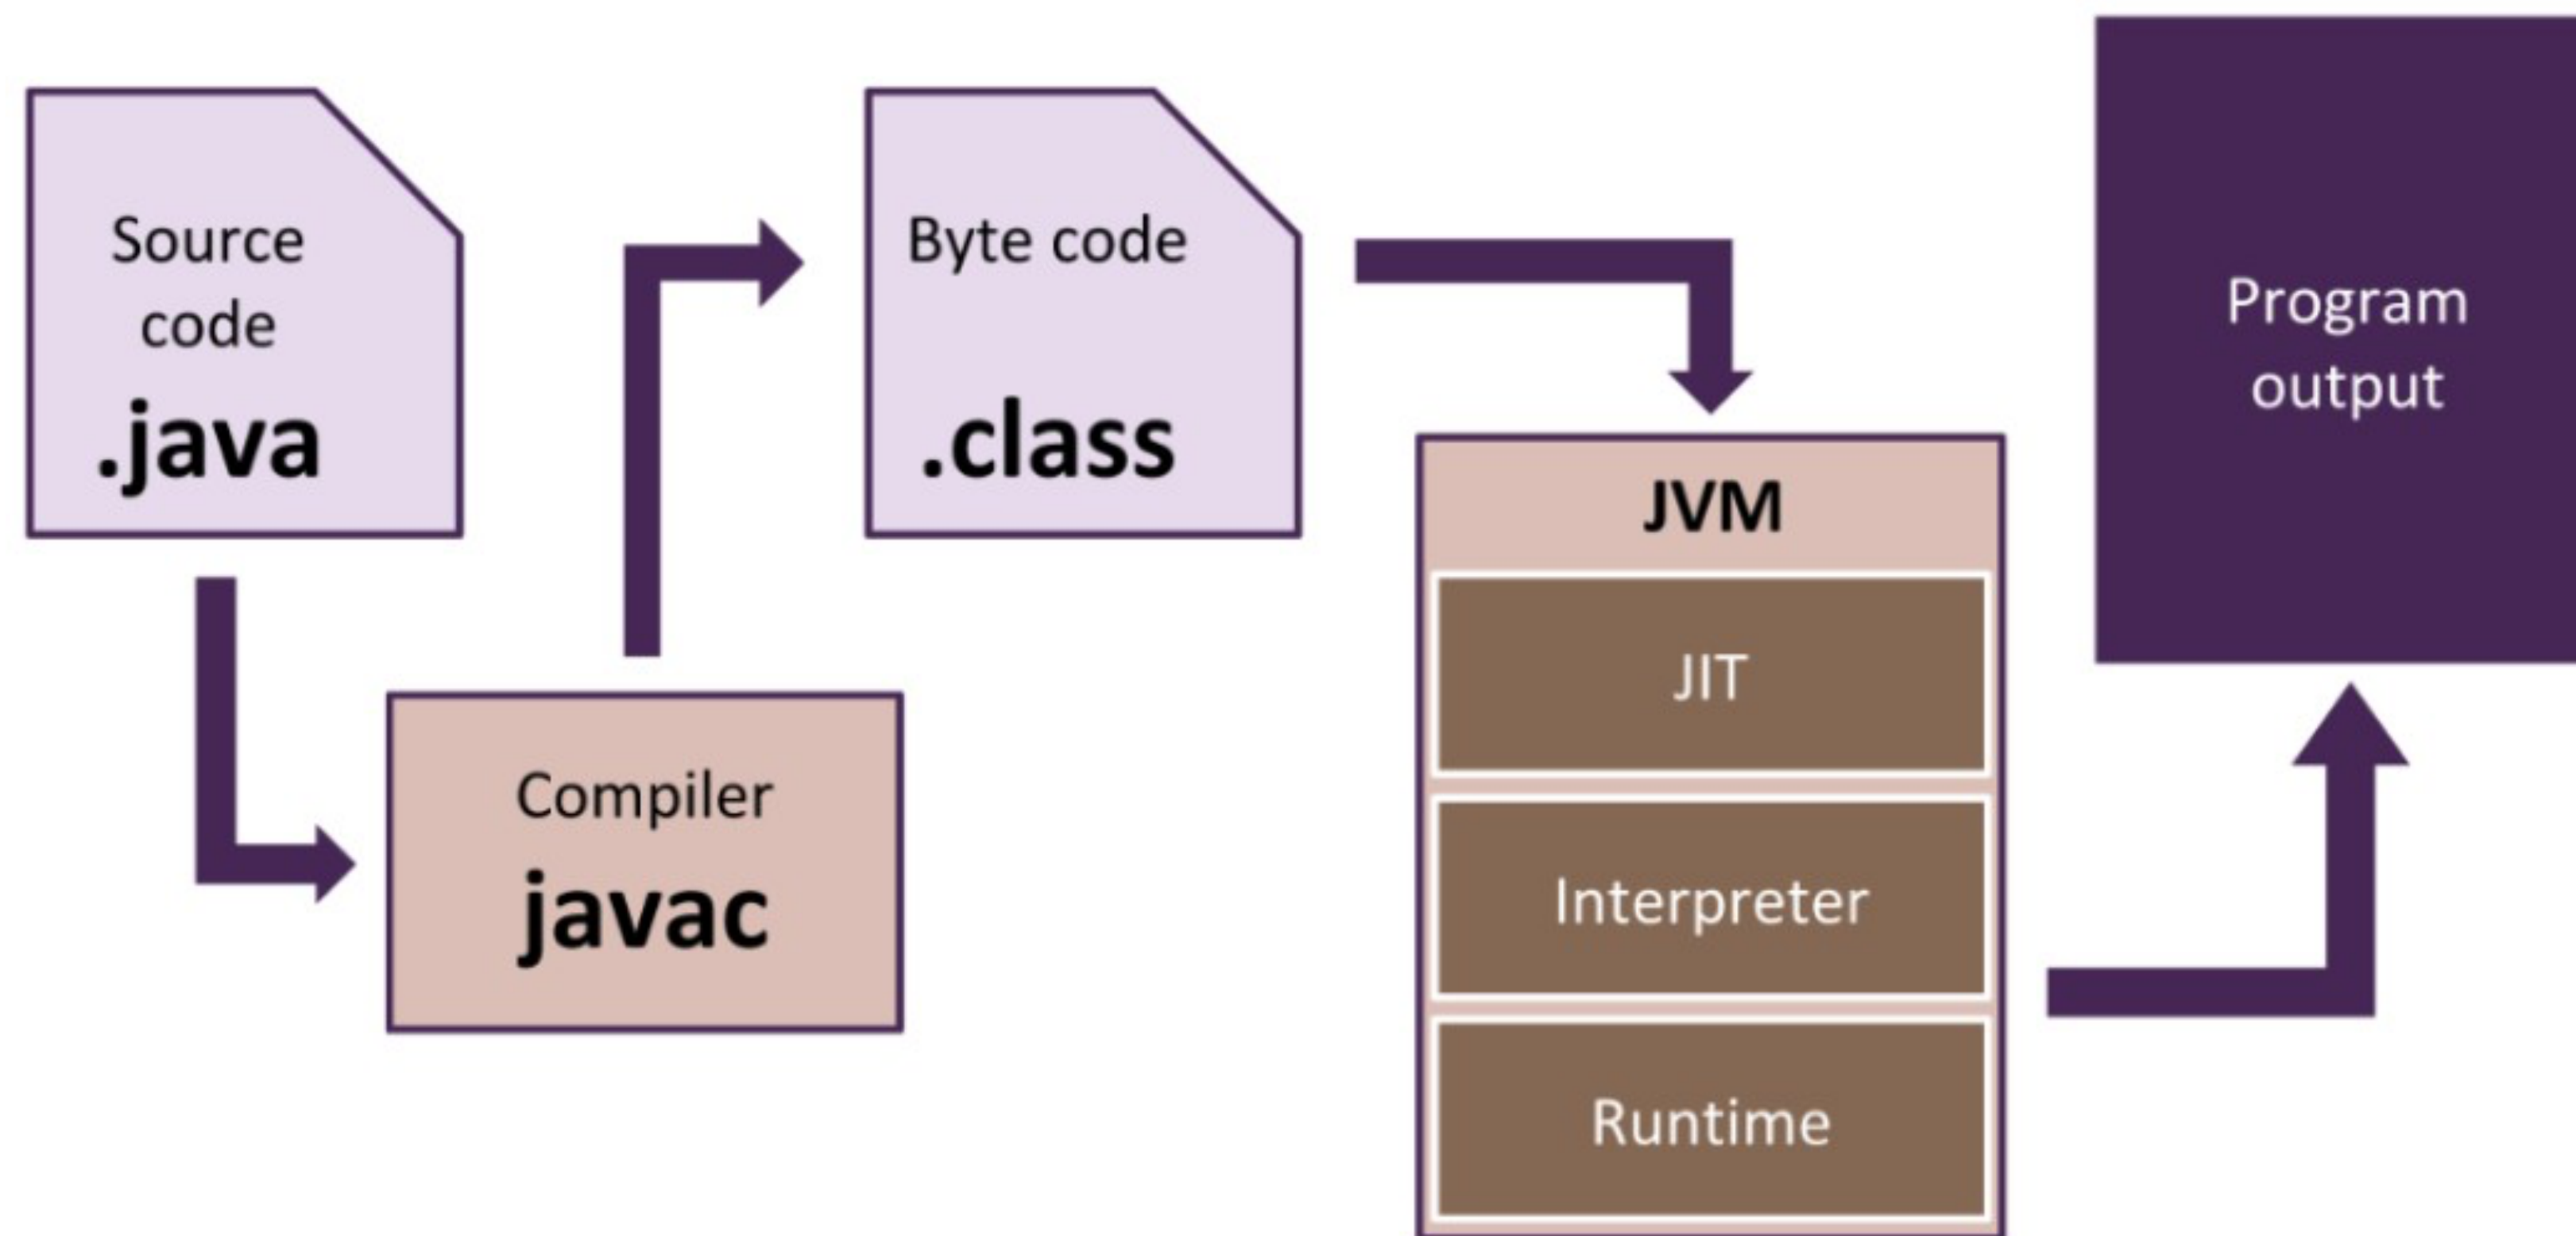 Source
code
.java
Compiler
javac
Byte code
.class
JVM
JIT
Interpreter
Runtime
Program
output